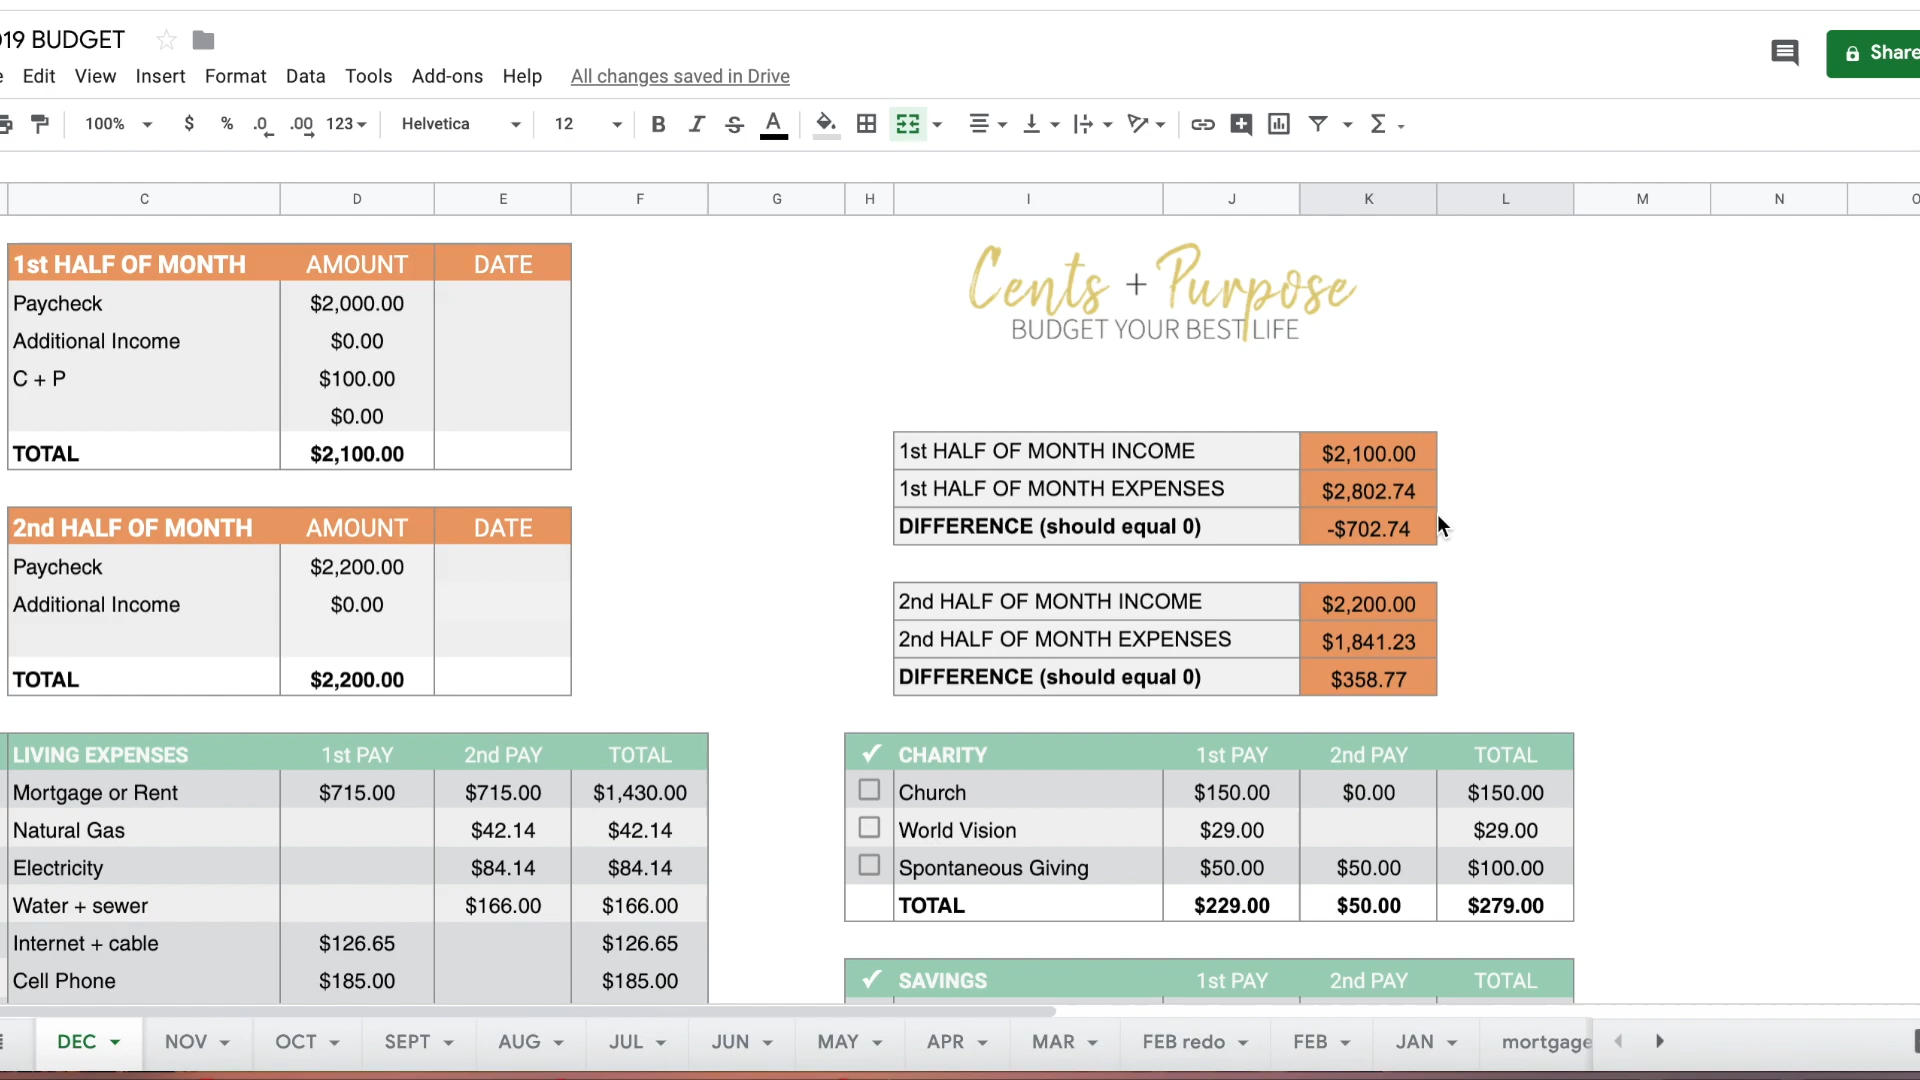 019 BUDGET
Edit View Insert Format Data Tools Add-ons Help All changes saved in Drive
Share
100% $ % .0 .00 123 Helvetica 12 B I S A Σ
C D E F G H I J K L M N O
1st HALF OF MONTH AMOUNT DATE
Paycheck $2,000.00
Additional Income $0.00
C + P $100.00
$0.00
TOTAL $2,100.00
2nd HALF OF MONTH AMOUNT DATE
Paycheck $2,200.00
Additional Income $0.00
TOTAL $2,200.00
Cents + Purpose
BUDGET YOUR BEST LIFE
1st HALF OF MONTH INCOME $2,100.00
1st HALF OF MONTH EXPENSES $2,802.74
DIFFERENCE (should equal 0) -$702.74
2nd HALF OF MONTH INCOME $2,200.00
2nd HALF OF MONTH EXPENSES $1,841.23
DIFFERENCE (should equal 0) $358.77
LIVING EXPENSES 1st PAY 2nd PAY TOTAL
Mortgage or Rent $715.00 $715.00 $1,430.00
Natural Gas $42.14 $42.14
Electricity $84.14 $84.14
Water + sewer $166.00 $166.00
Internet + cable $126.65 $126.65
Cell Phone $185.00 $185.00
✓ CHARITY 1st PAY 2nd PAY TOTAL
Church $150.00 $0.00 $150.00
World Vision $29.00 $29.00
Spontaneous Giving $50.00 $50.00 $100.00
TOTAL $229.00 $50.00 $279.00
✓ SAVINGS 1st PAY 2nd PAY TOTAL
DEC NOV OCT SEPT AUG JUL JUN MAY APR MAR FEB redo FEB JAN mortgage